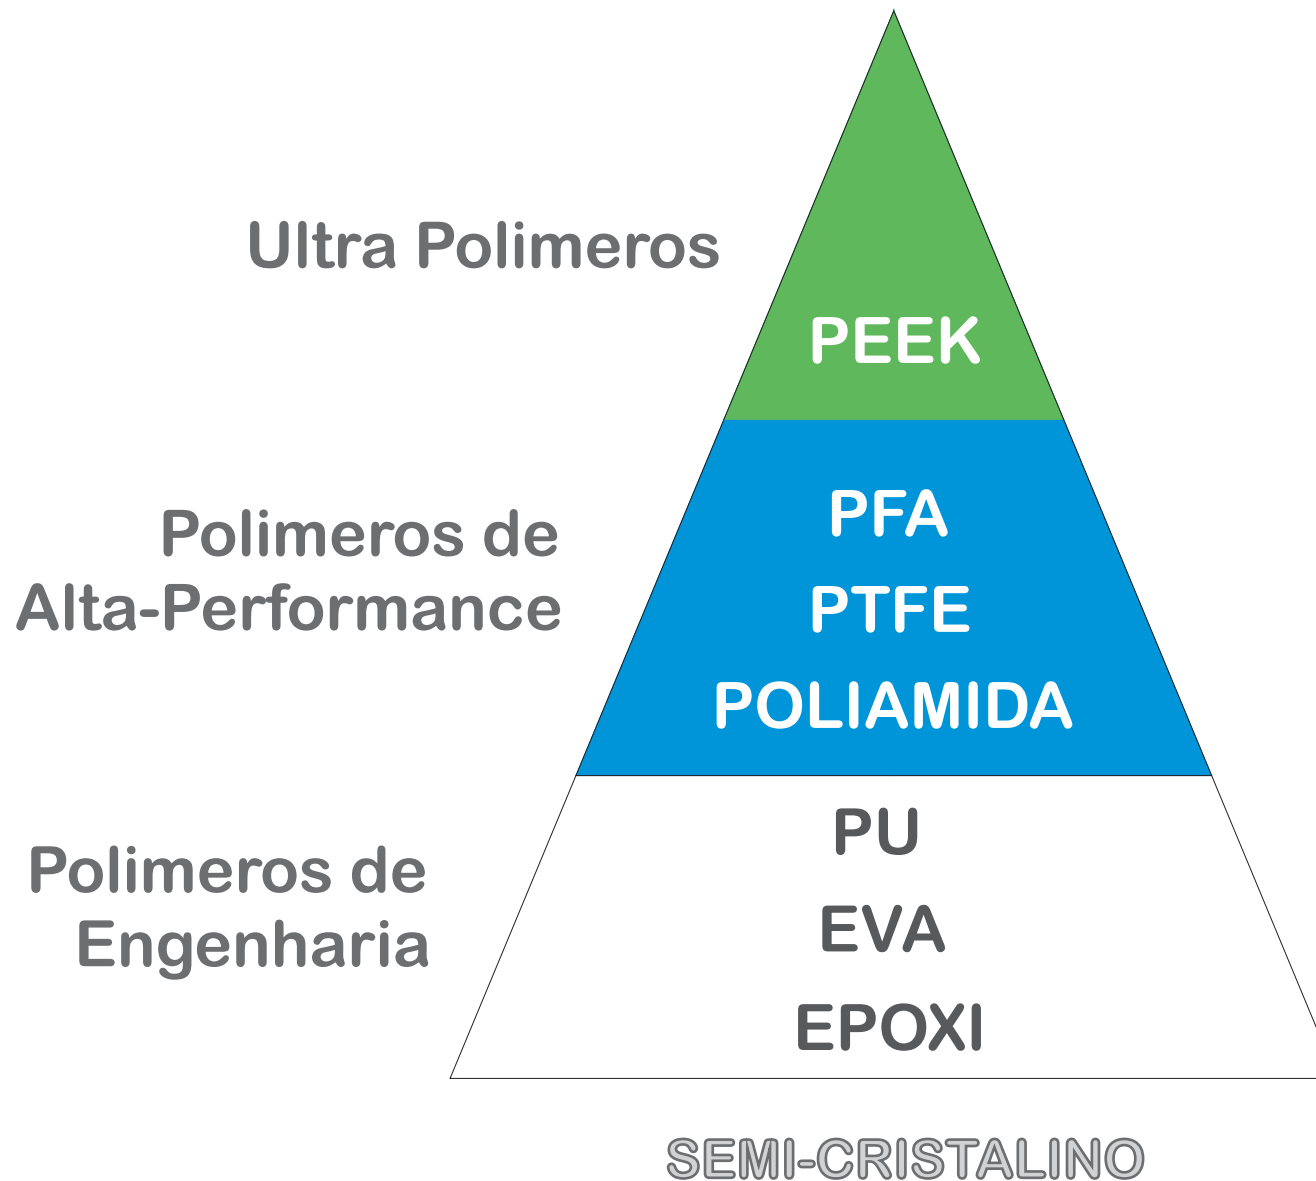 Ultra Polimeros
PEEK
Polimeros de
Alta-Performance
PFA
PTFE
POLIAMIDA
Polimeros de
Engenharia
PU
EVA
EPOXI
SEMI-CRISTALINO